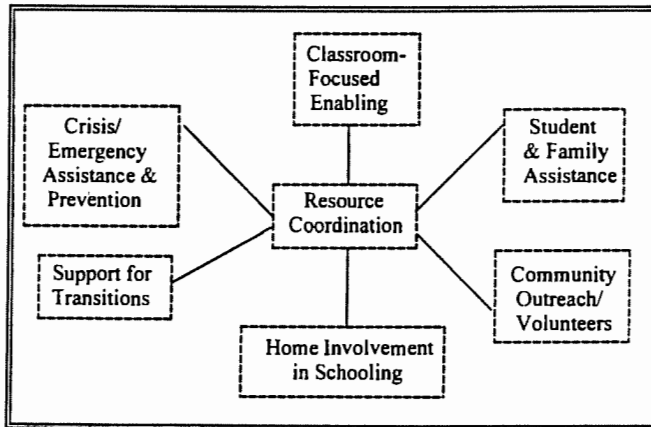 Classroom-
Focused
Enabling
Crisis/
Emergency
Assistance &
Prevention
Student
& Family
Assistance
Resource
Coordination
Support for
Transitions
Community
Outreach/
Volunteers
Home Involvement
in Schooling